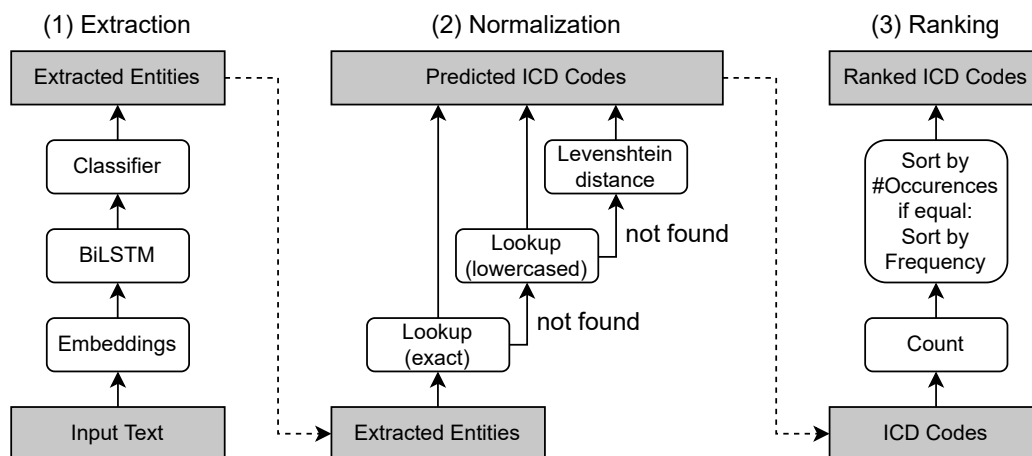 (1) Extraction
Extracted Entities
Classifier
BiLSTM
Embeddings
Input Text
(2) Normalization
Predicted ICD Codes
Levenshtein
distance
not found
Lookup
(lowercased)
not found
Lookup
(exact)
Extracted Entities
(3) Ranking
Ranked ICD Codes
Sort by
#Occurences
if equal:
Sort by
Frequency
Count
ICD Codes